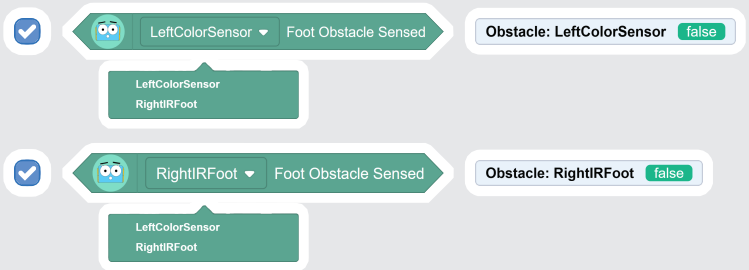 LeftColorSensor Foot Obstacle Sensed Obstacle: LeftColorSensor false
LeftColorSensor
RightIRFoot
RightIRFoot Foot Obstacle Sensed Obstacle: RightIRFoot false
LeftColorSensor
RightIRFoot